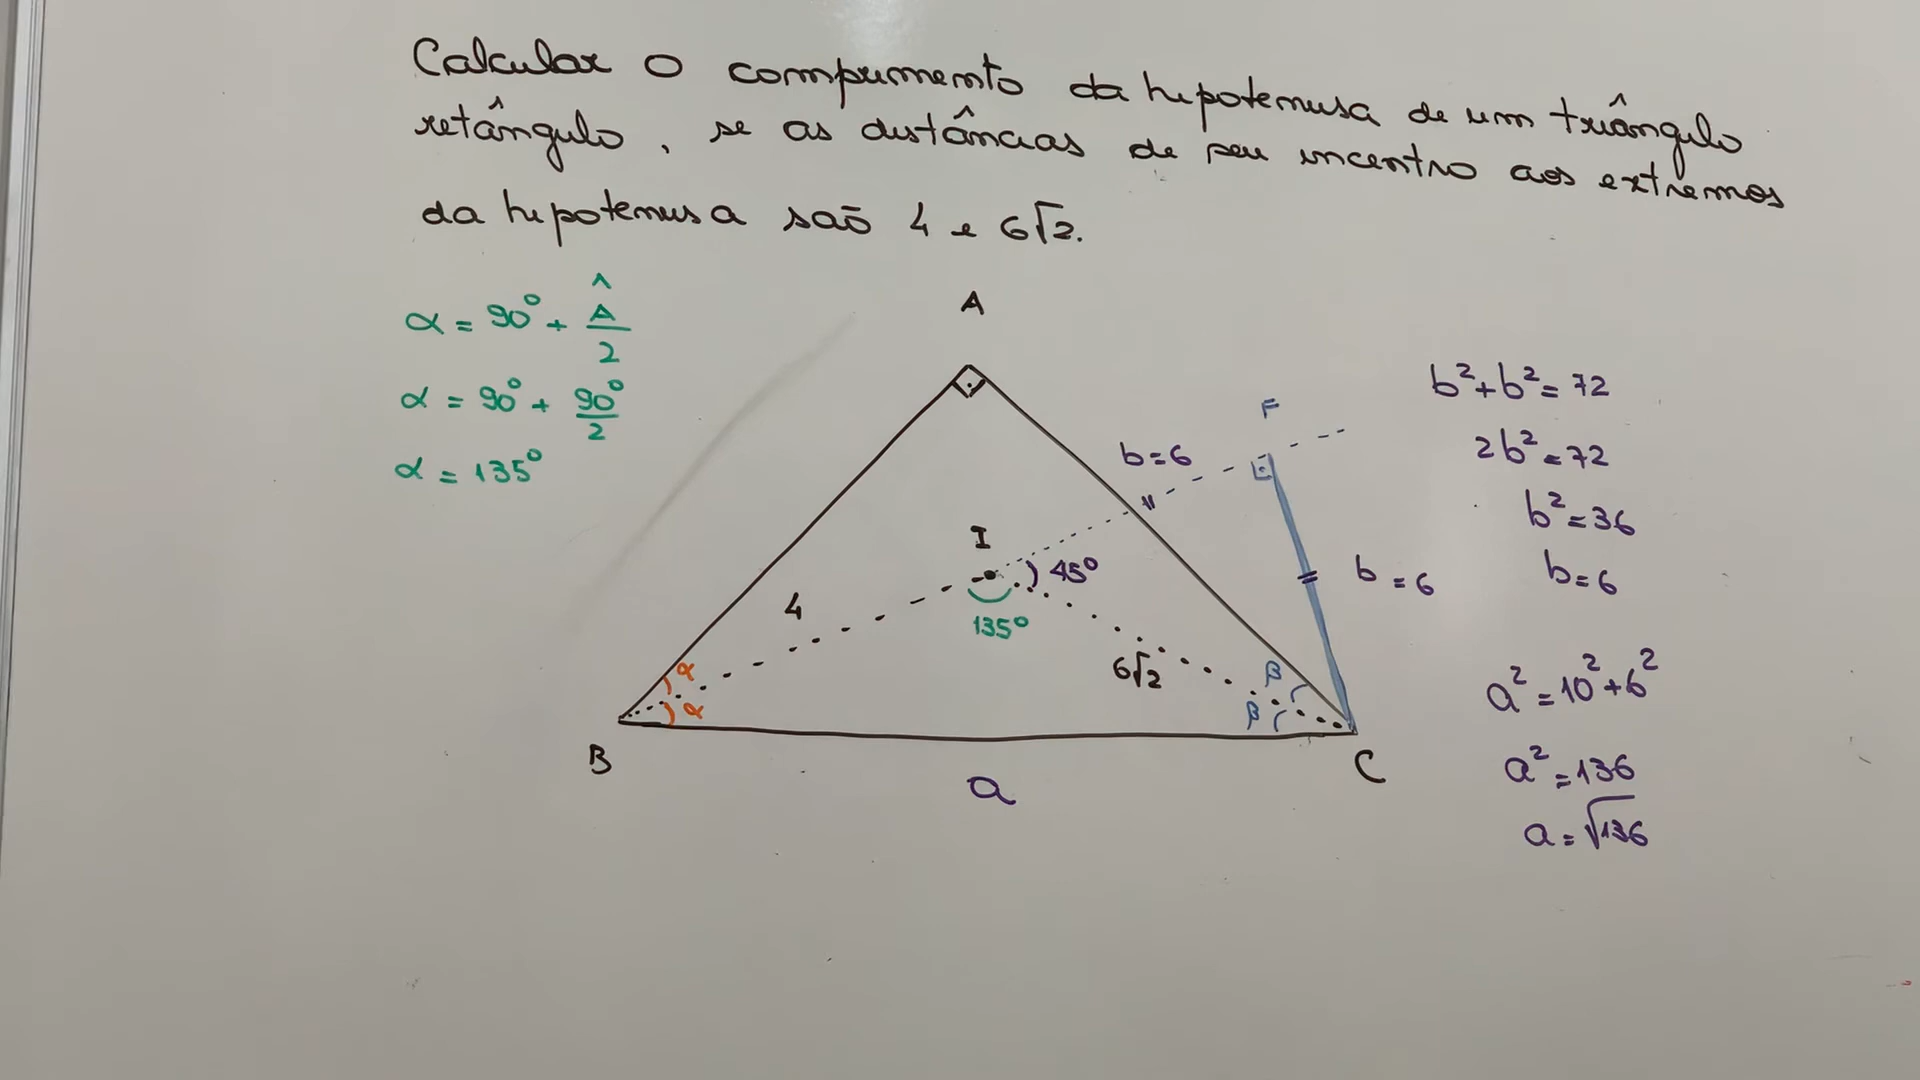 Calcular o comprimento da hipotenusa de um triângulo
retângulo, se as distâncias de seu incentro aos extremos
da hipotenusa são 4 e 6√2.
α = 90° + Â/2
α = 90° + 90°/2
α = 135°
A
F
b=6
I
45°
135°
4
6√2
b = 6
α
α
β
β
B
C
a
b²+b²=72
2b²=72
b²=36
b=6
a²=10²+6²
a²=136
a=√136